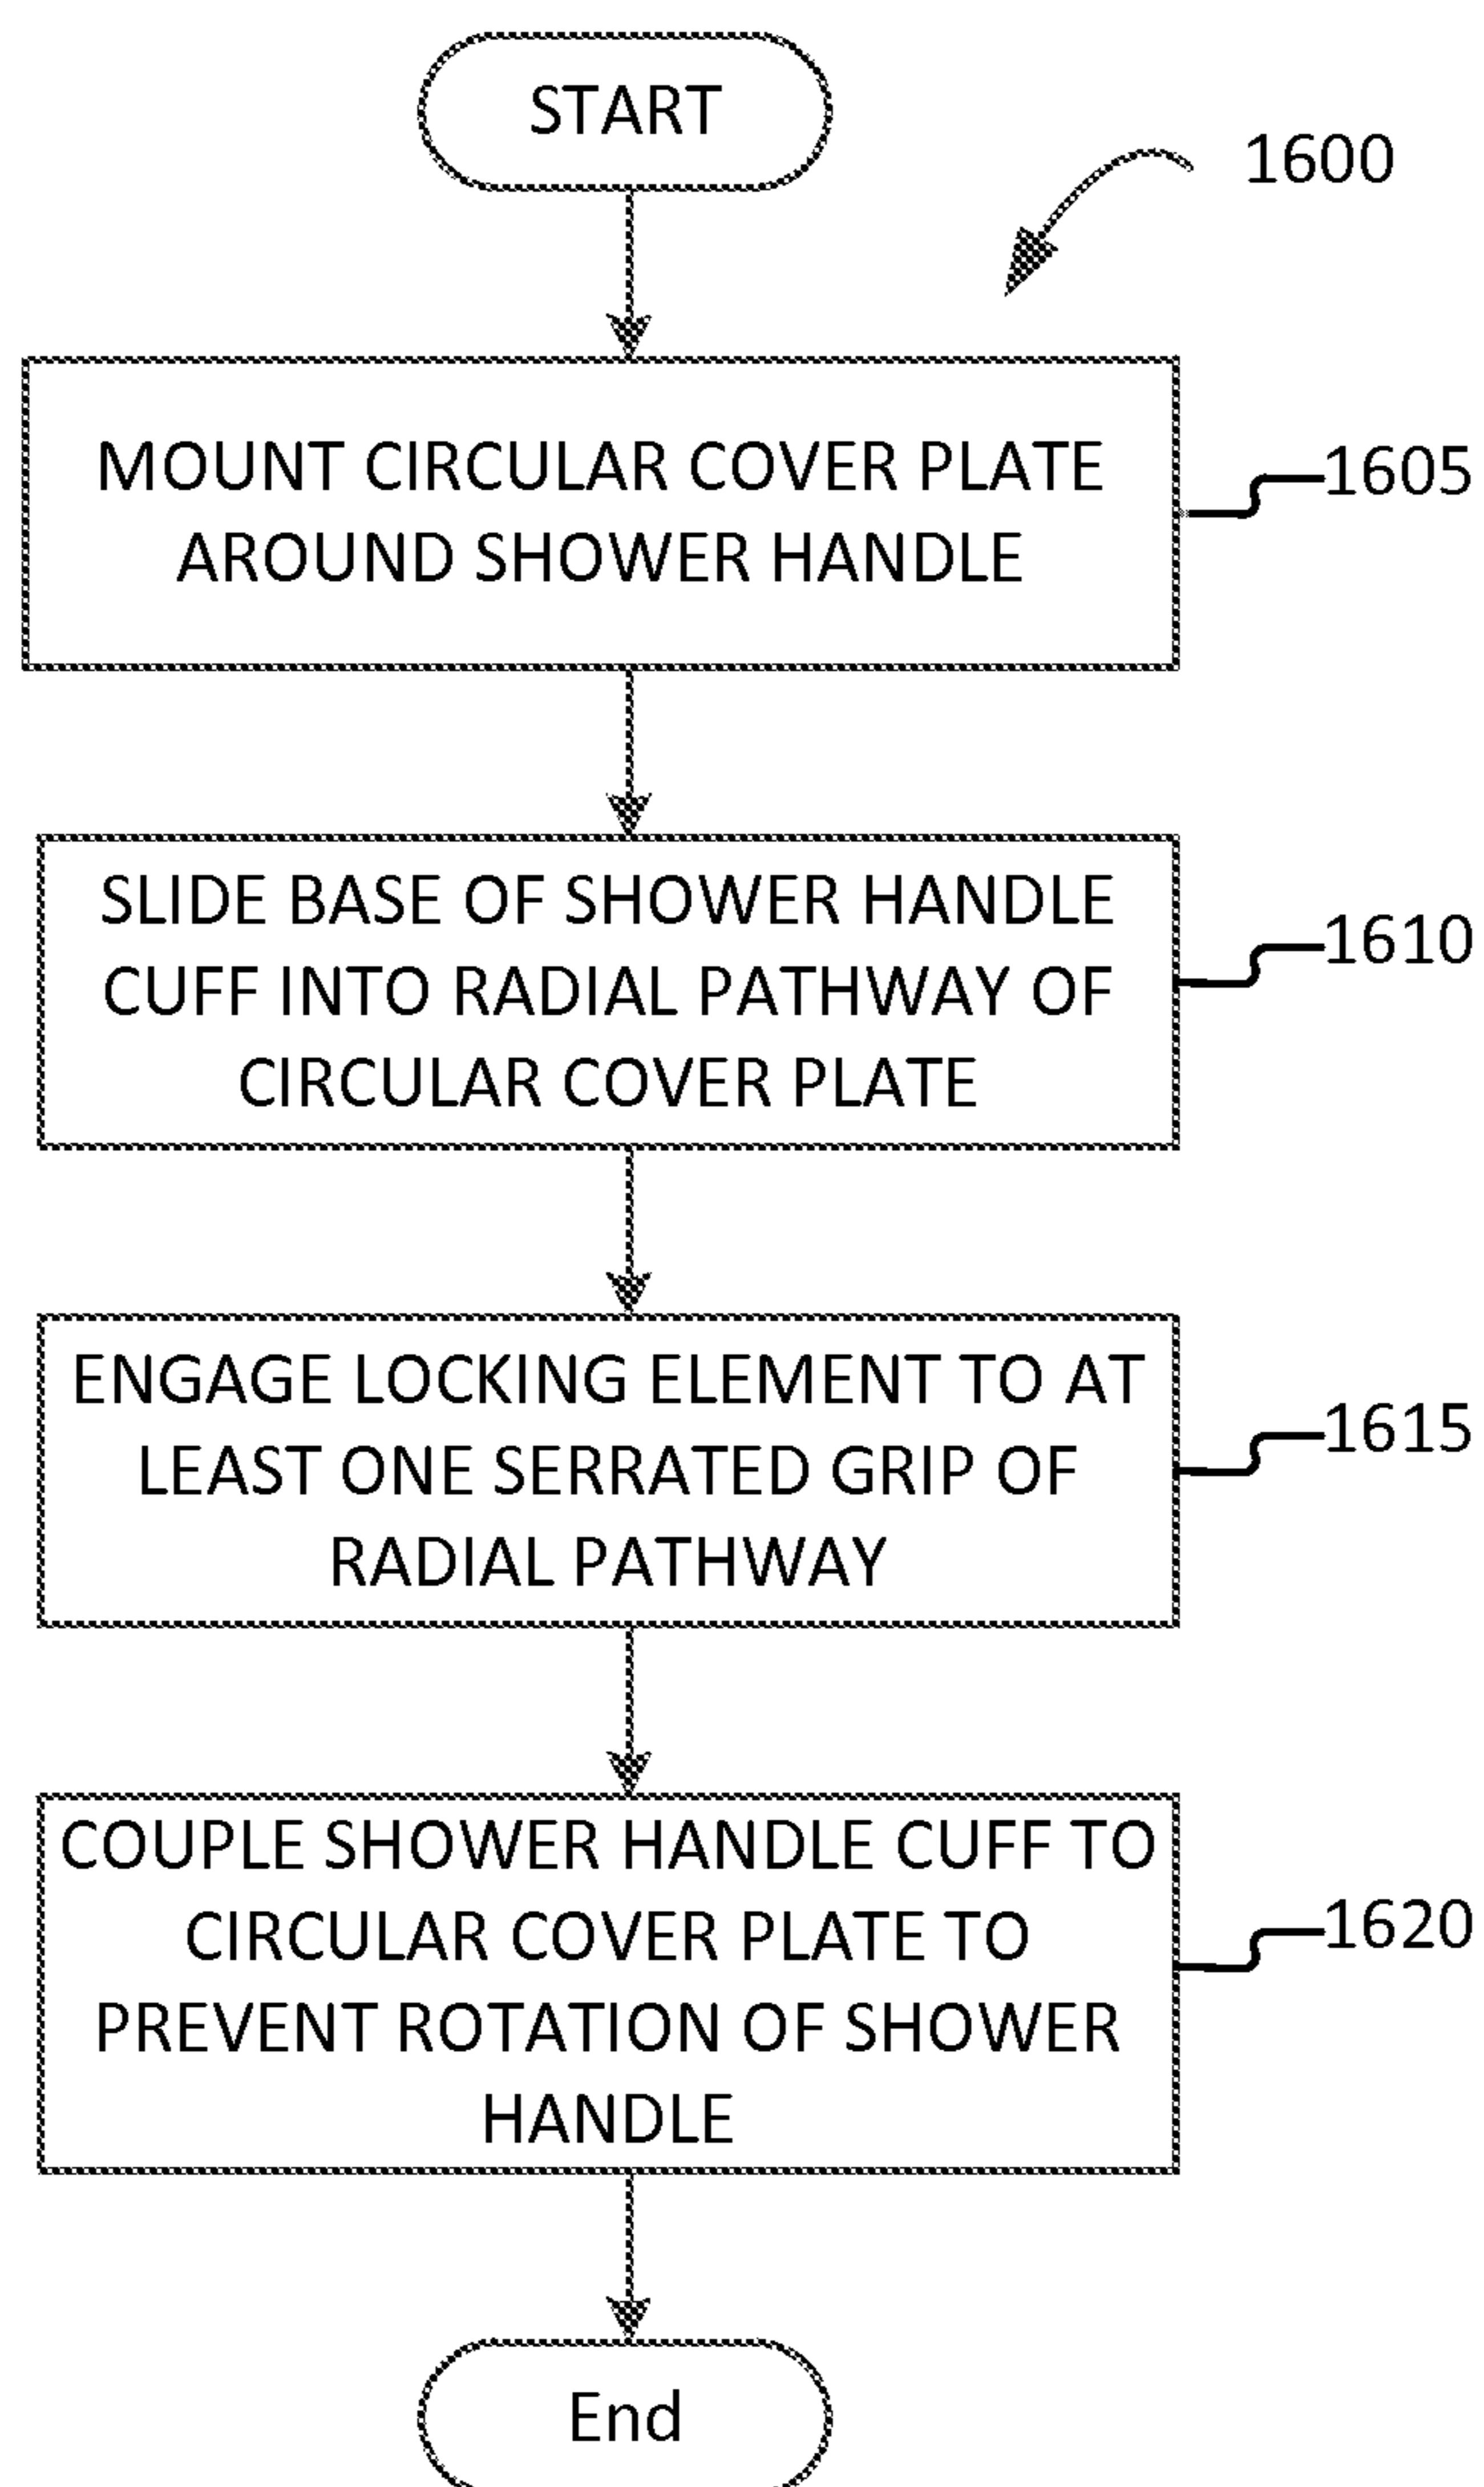 START
1600
MOUNT CIRCULAR COVER PLATE
AROUND SHOWER HANDLE
1605
SLIDE BASE OF SHOWER HANDLE
CUFF INTO RADIAL PATHWAY OF
CIRCULAR COVER PLATE
1610
ENGAGE LOCKING ELEMENT TO AT
LEAST ONE SERRATED GRIP OF
RADIAL PATHWAY
1615
COUPLE SHOWER HANDLE CUFF TO
CIRCULAR COVER PLATE TO
PREVENT ROTATION OF SHOWER
HANDLE
1620
End